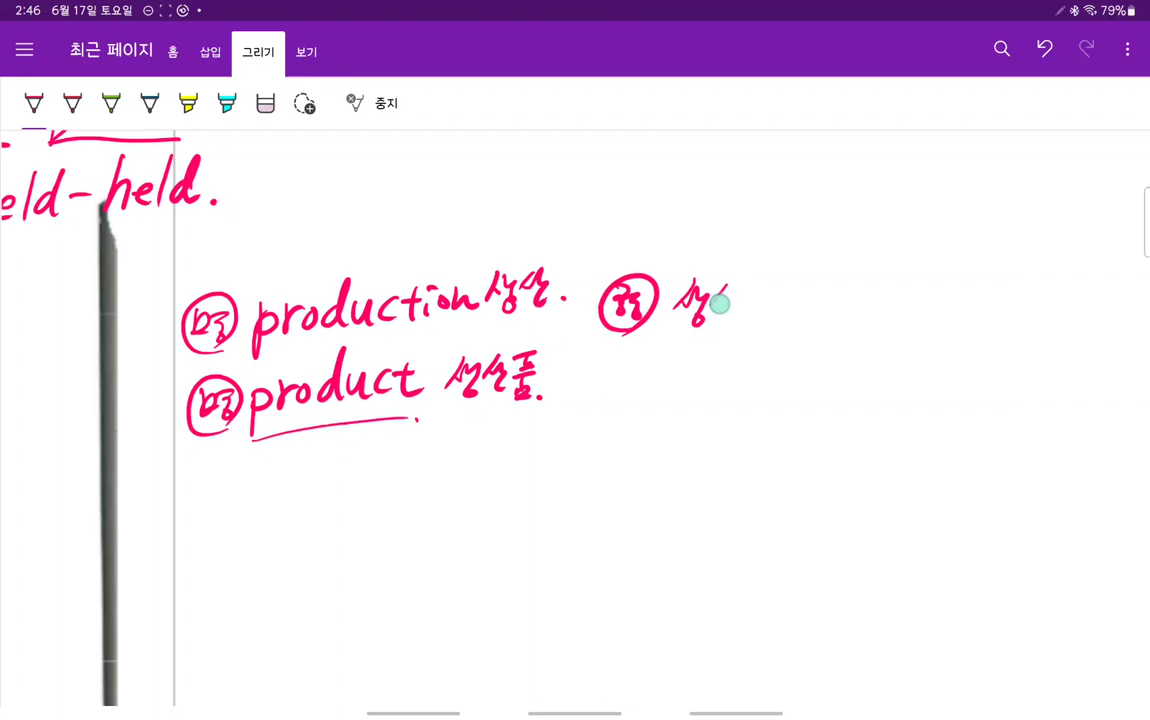 2:46 6월 17일 토요일 79%
최근 페이지 홈 삽입 그리기 보기
중지
eld-held.
명 production 생산. 형 생
명 product 생산품.